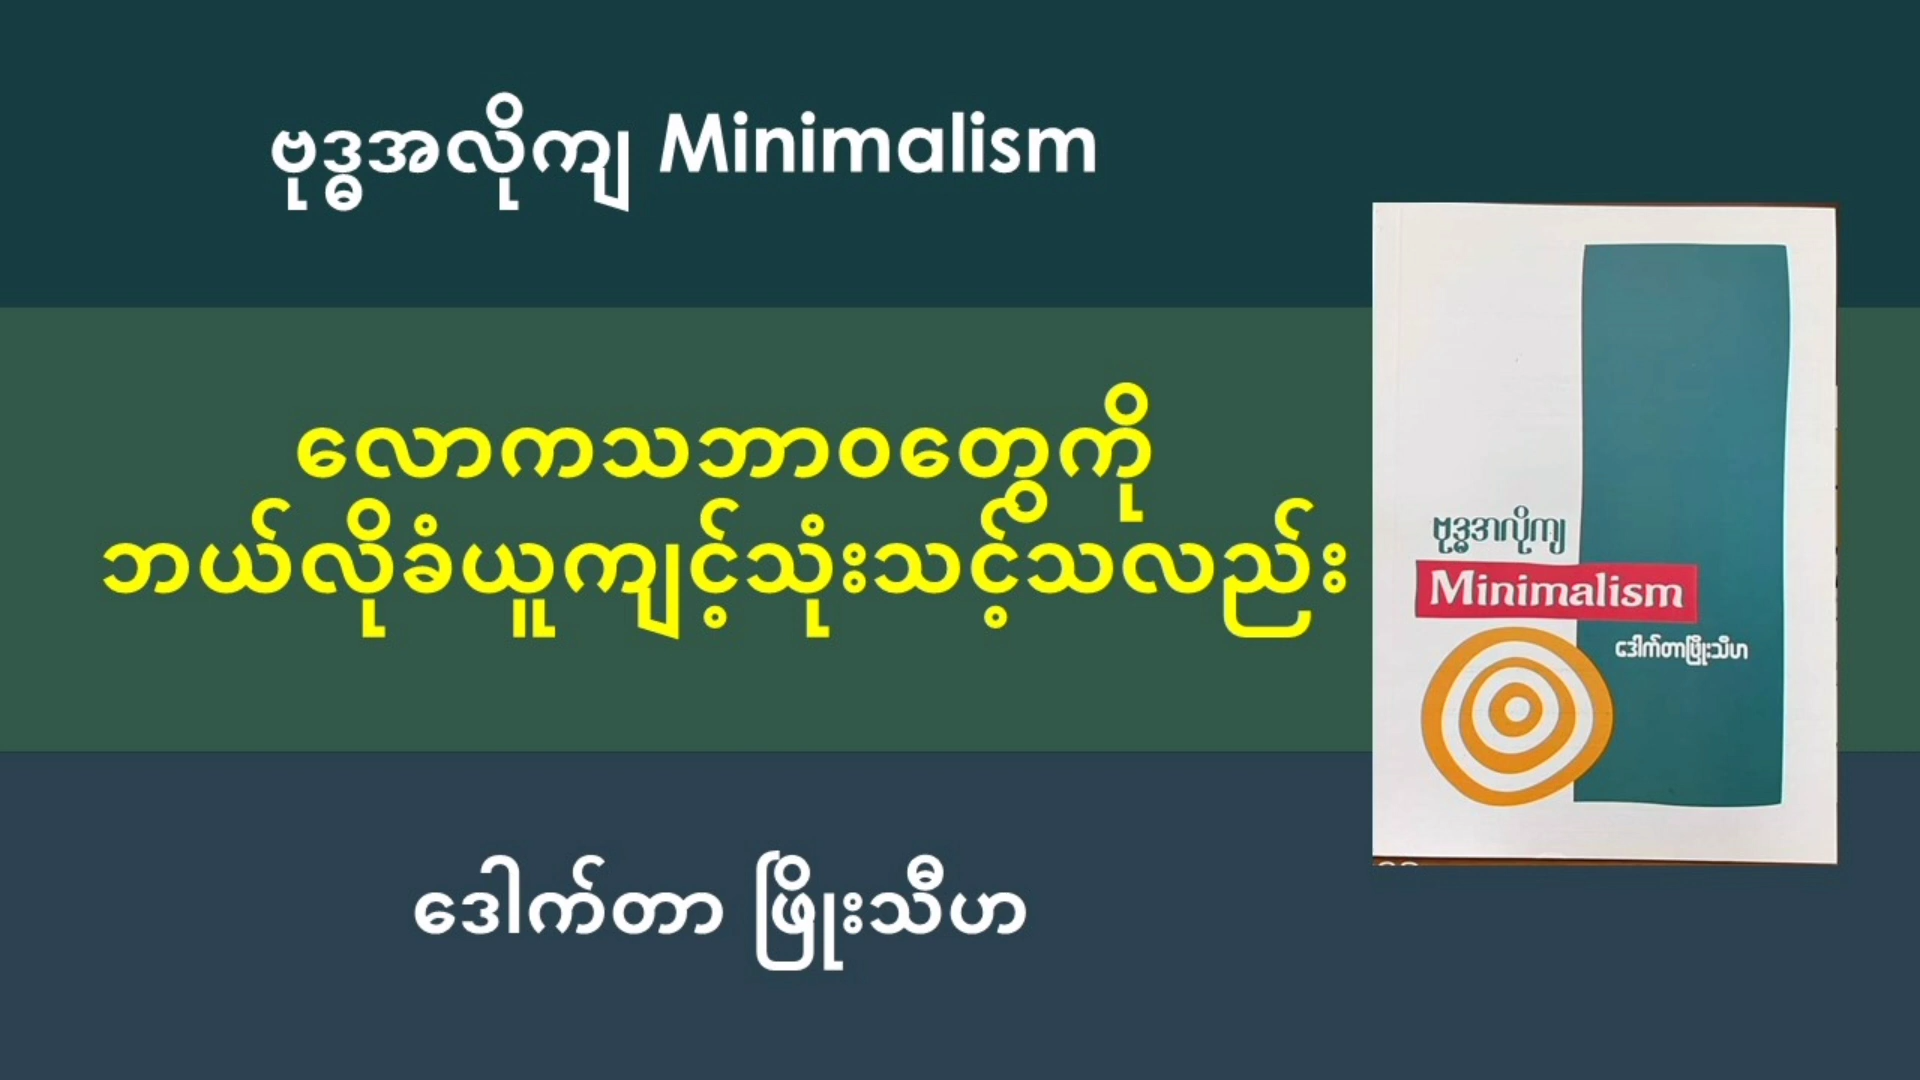 ဗုဒ္ဓအလိုကျ Minimalism
လောကသဘာဝတွေကို
ဘယ်လိုခံယူကျင့်သုံးသင့်သလည်း
ဒေါက်တာ ဖြိုးသီဟ
ဗုဒ္ဓအလိုကျ
Minimalism
ဒေါက်တာဖြိုးသီဟ